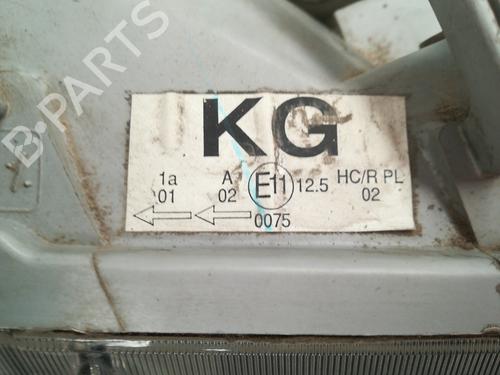 B-PARTS
KG
1a A E11 12.5 HC/R PL
01 02 02
0075